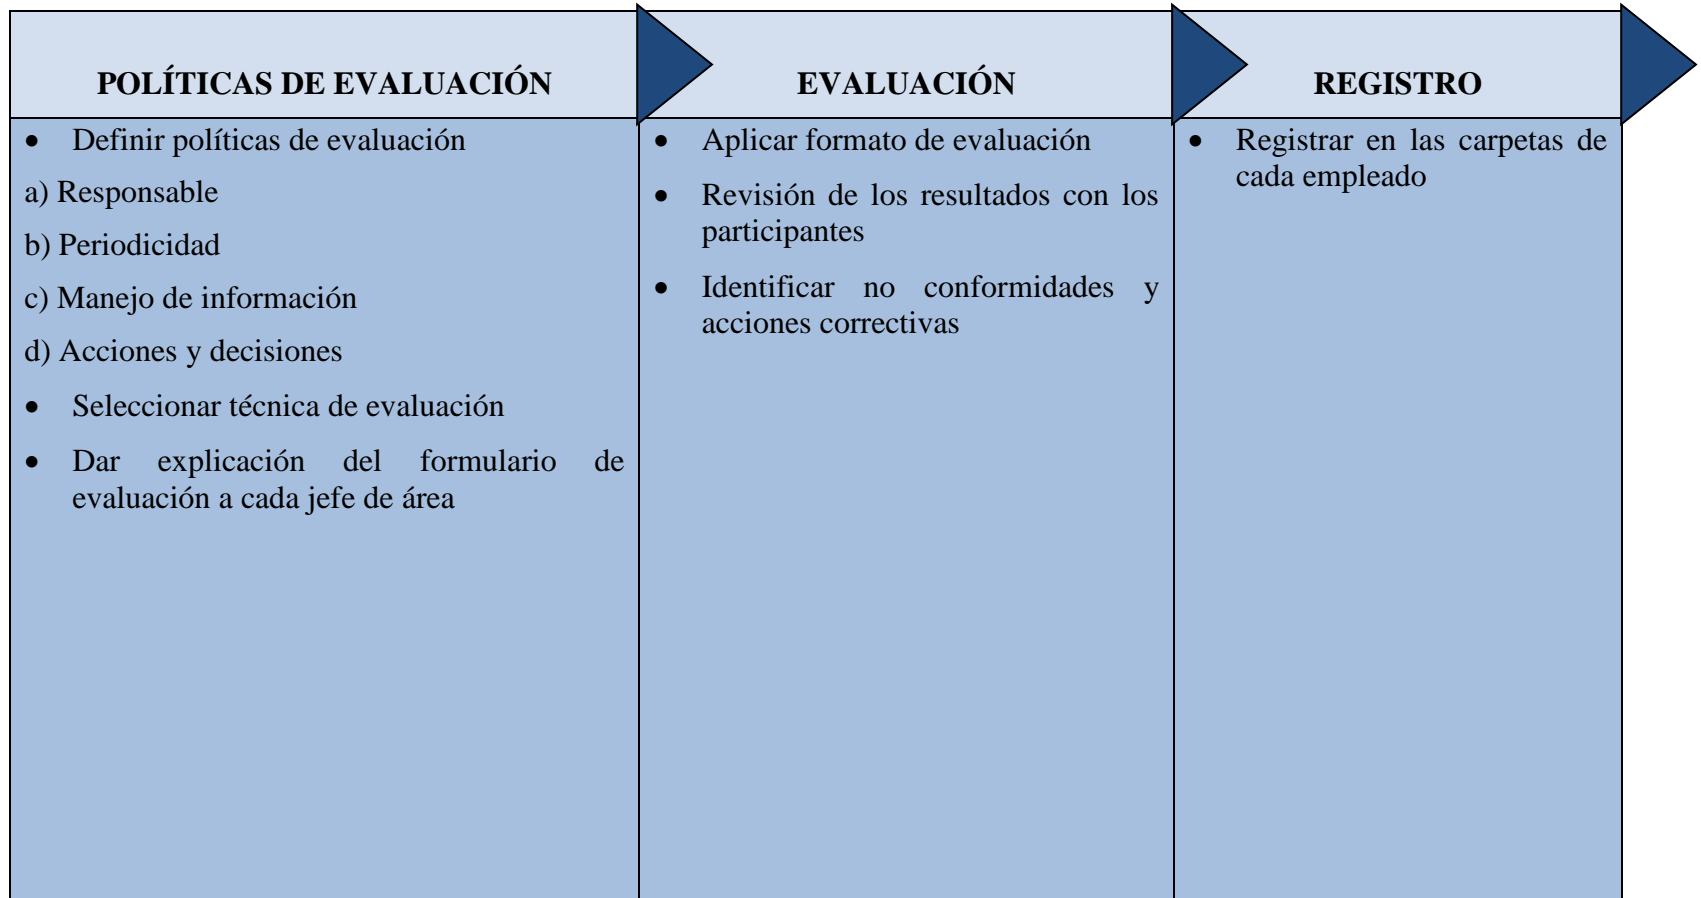 POLÍTICAS DE EVALUACIÓN
• Definir políticas de evaluación
a) Responsable
b) Periodicidad
c) Manejo de información
d) Acciones y decisiones
• Seleccionar técnica de evaluación
• Dar explicación del formulario de
evaluación a cada jefe de área
EVALUACIÓN
• Aplicar formato de evaluación
• Revisión de los resultados con los
participantes
• Identificar no conformidades y
acciones correctivas
REGISTRO
• Registrar en las carpetas de
cada empleado